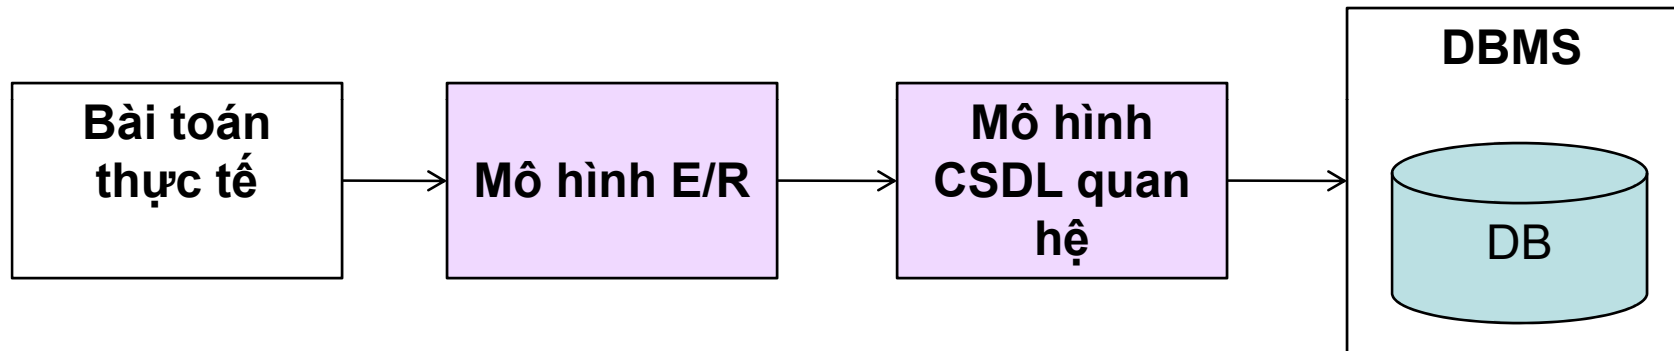 Bài toán
thực tế
Mô hình E/R
Mô hình
CSDL quan
hệ
DBMS
DB